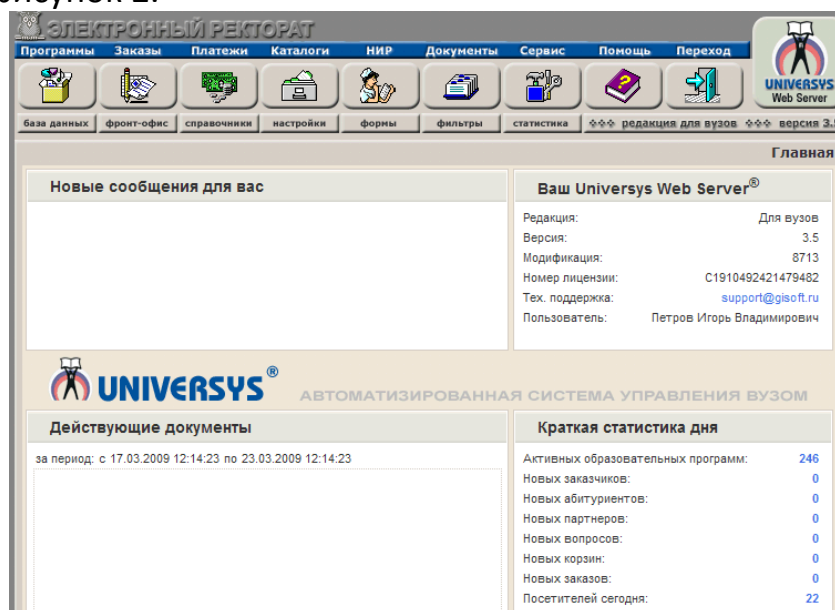 Рисунок 2.
ЭЛЕКТРОННЫЙ РЕКТОРАТ
Программы Заказы Платежи Каталоги НИР Документы Сервис Помощь Переход
UNIVERSYS
Web Server
база данных фронт-офис справочники настройки формы фильтры статистика редакция для вузов версия 3.
Главная
Новые сообщения для вас
Ваш Universys Web Server®
Редакция: Для вузов
Версия: 3.5
Модификация: 8713
Номер лицензии: C1910492421479482
Тех. поддержка: support@gisoft.ru
Пользователь: Петров Игорь Владимирович
UNIVERSYS® АВТОМАТИЗИРОВАННАЯ СИСТЕМА УПРАВЛЕНИЯ ВУЗОМ
Действующие документы
Краткая статистика дня
за период: с 17.03.2009 12:14:23 по 23.03.2009 12:14:23
Активных образовательных программ: 246
Новых заказчиков: 0
Новых абитуриентов: 0
Новых партнеров: 0
Новых вопросов: 0
Новых корзин: 0
Новых заказов: 0
Посетителей сегодня: 22